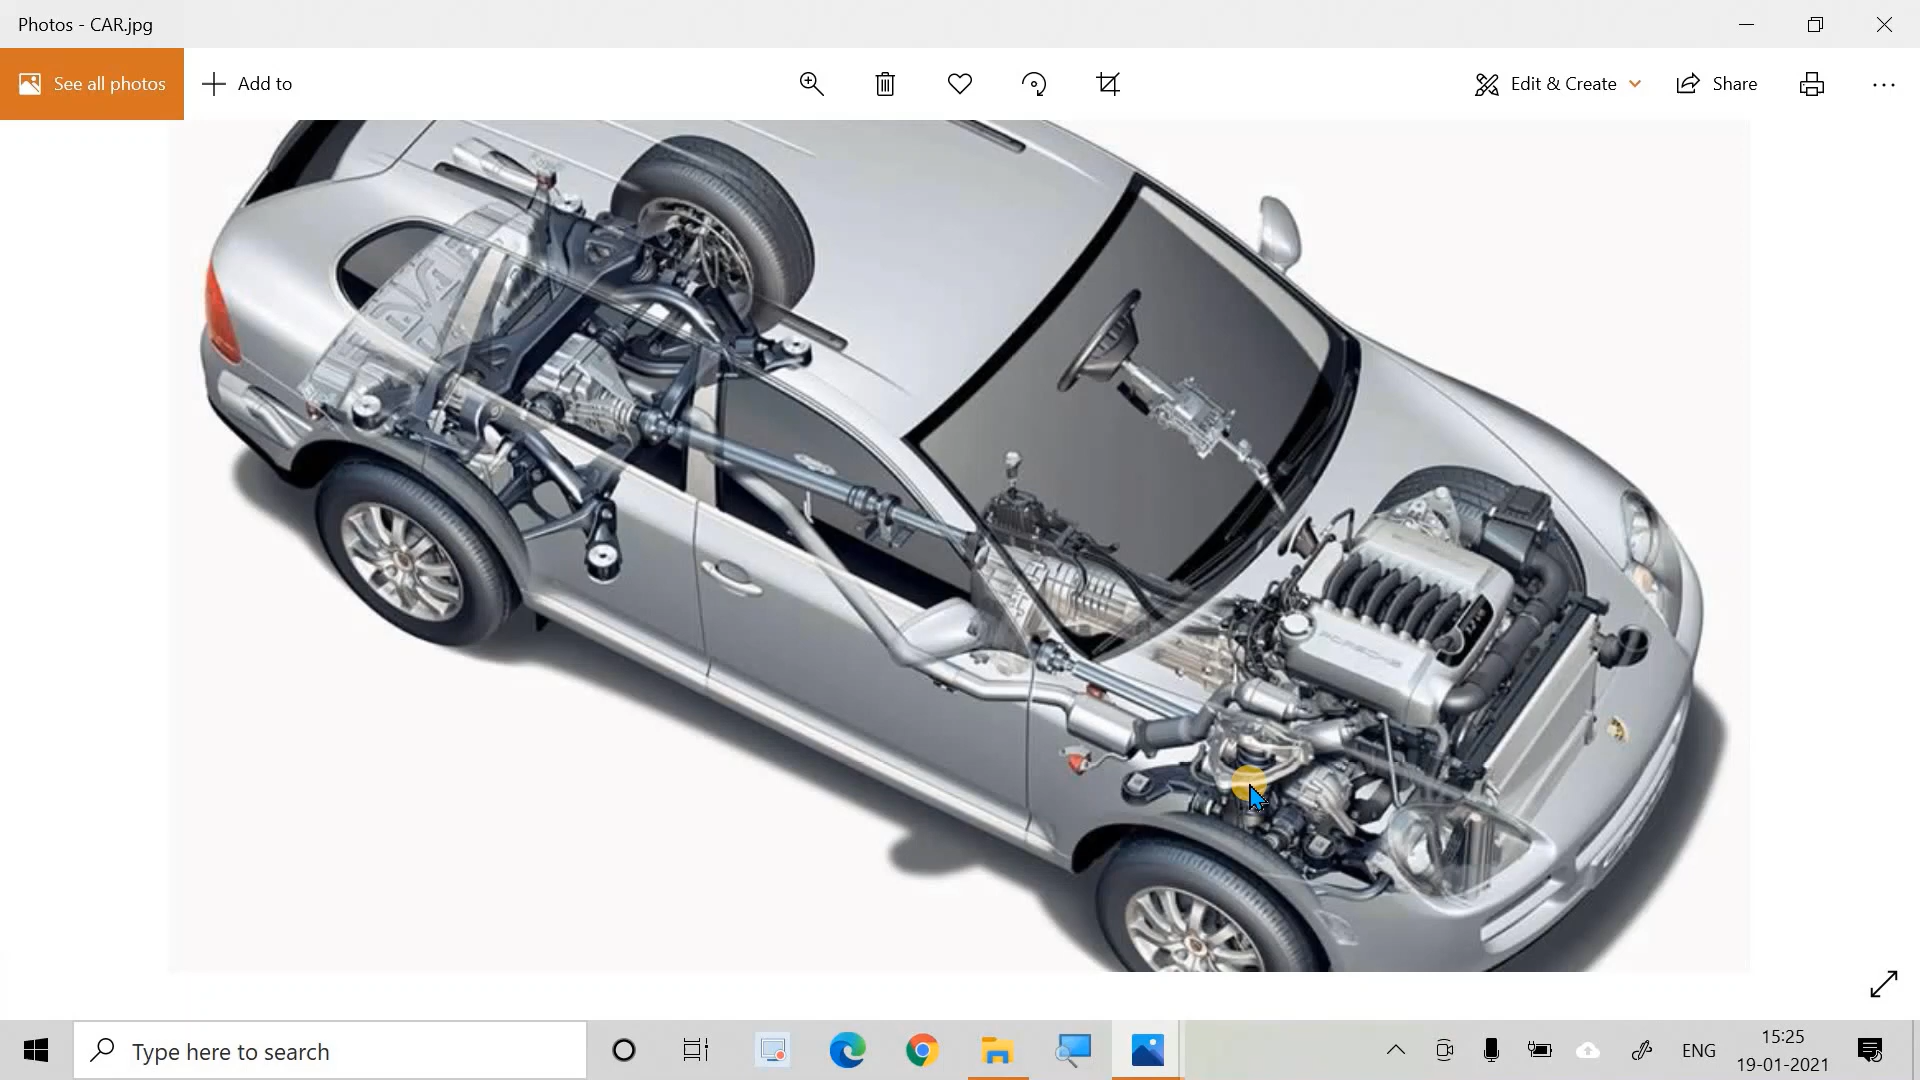 Photos - CAR.jpg
See all photos
Add to
Edit & Create
Share
PORSCHE
Type here to search
ENG
15:25
19-01-2021